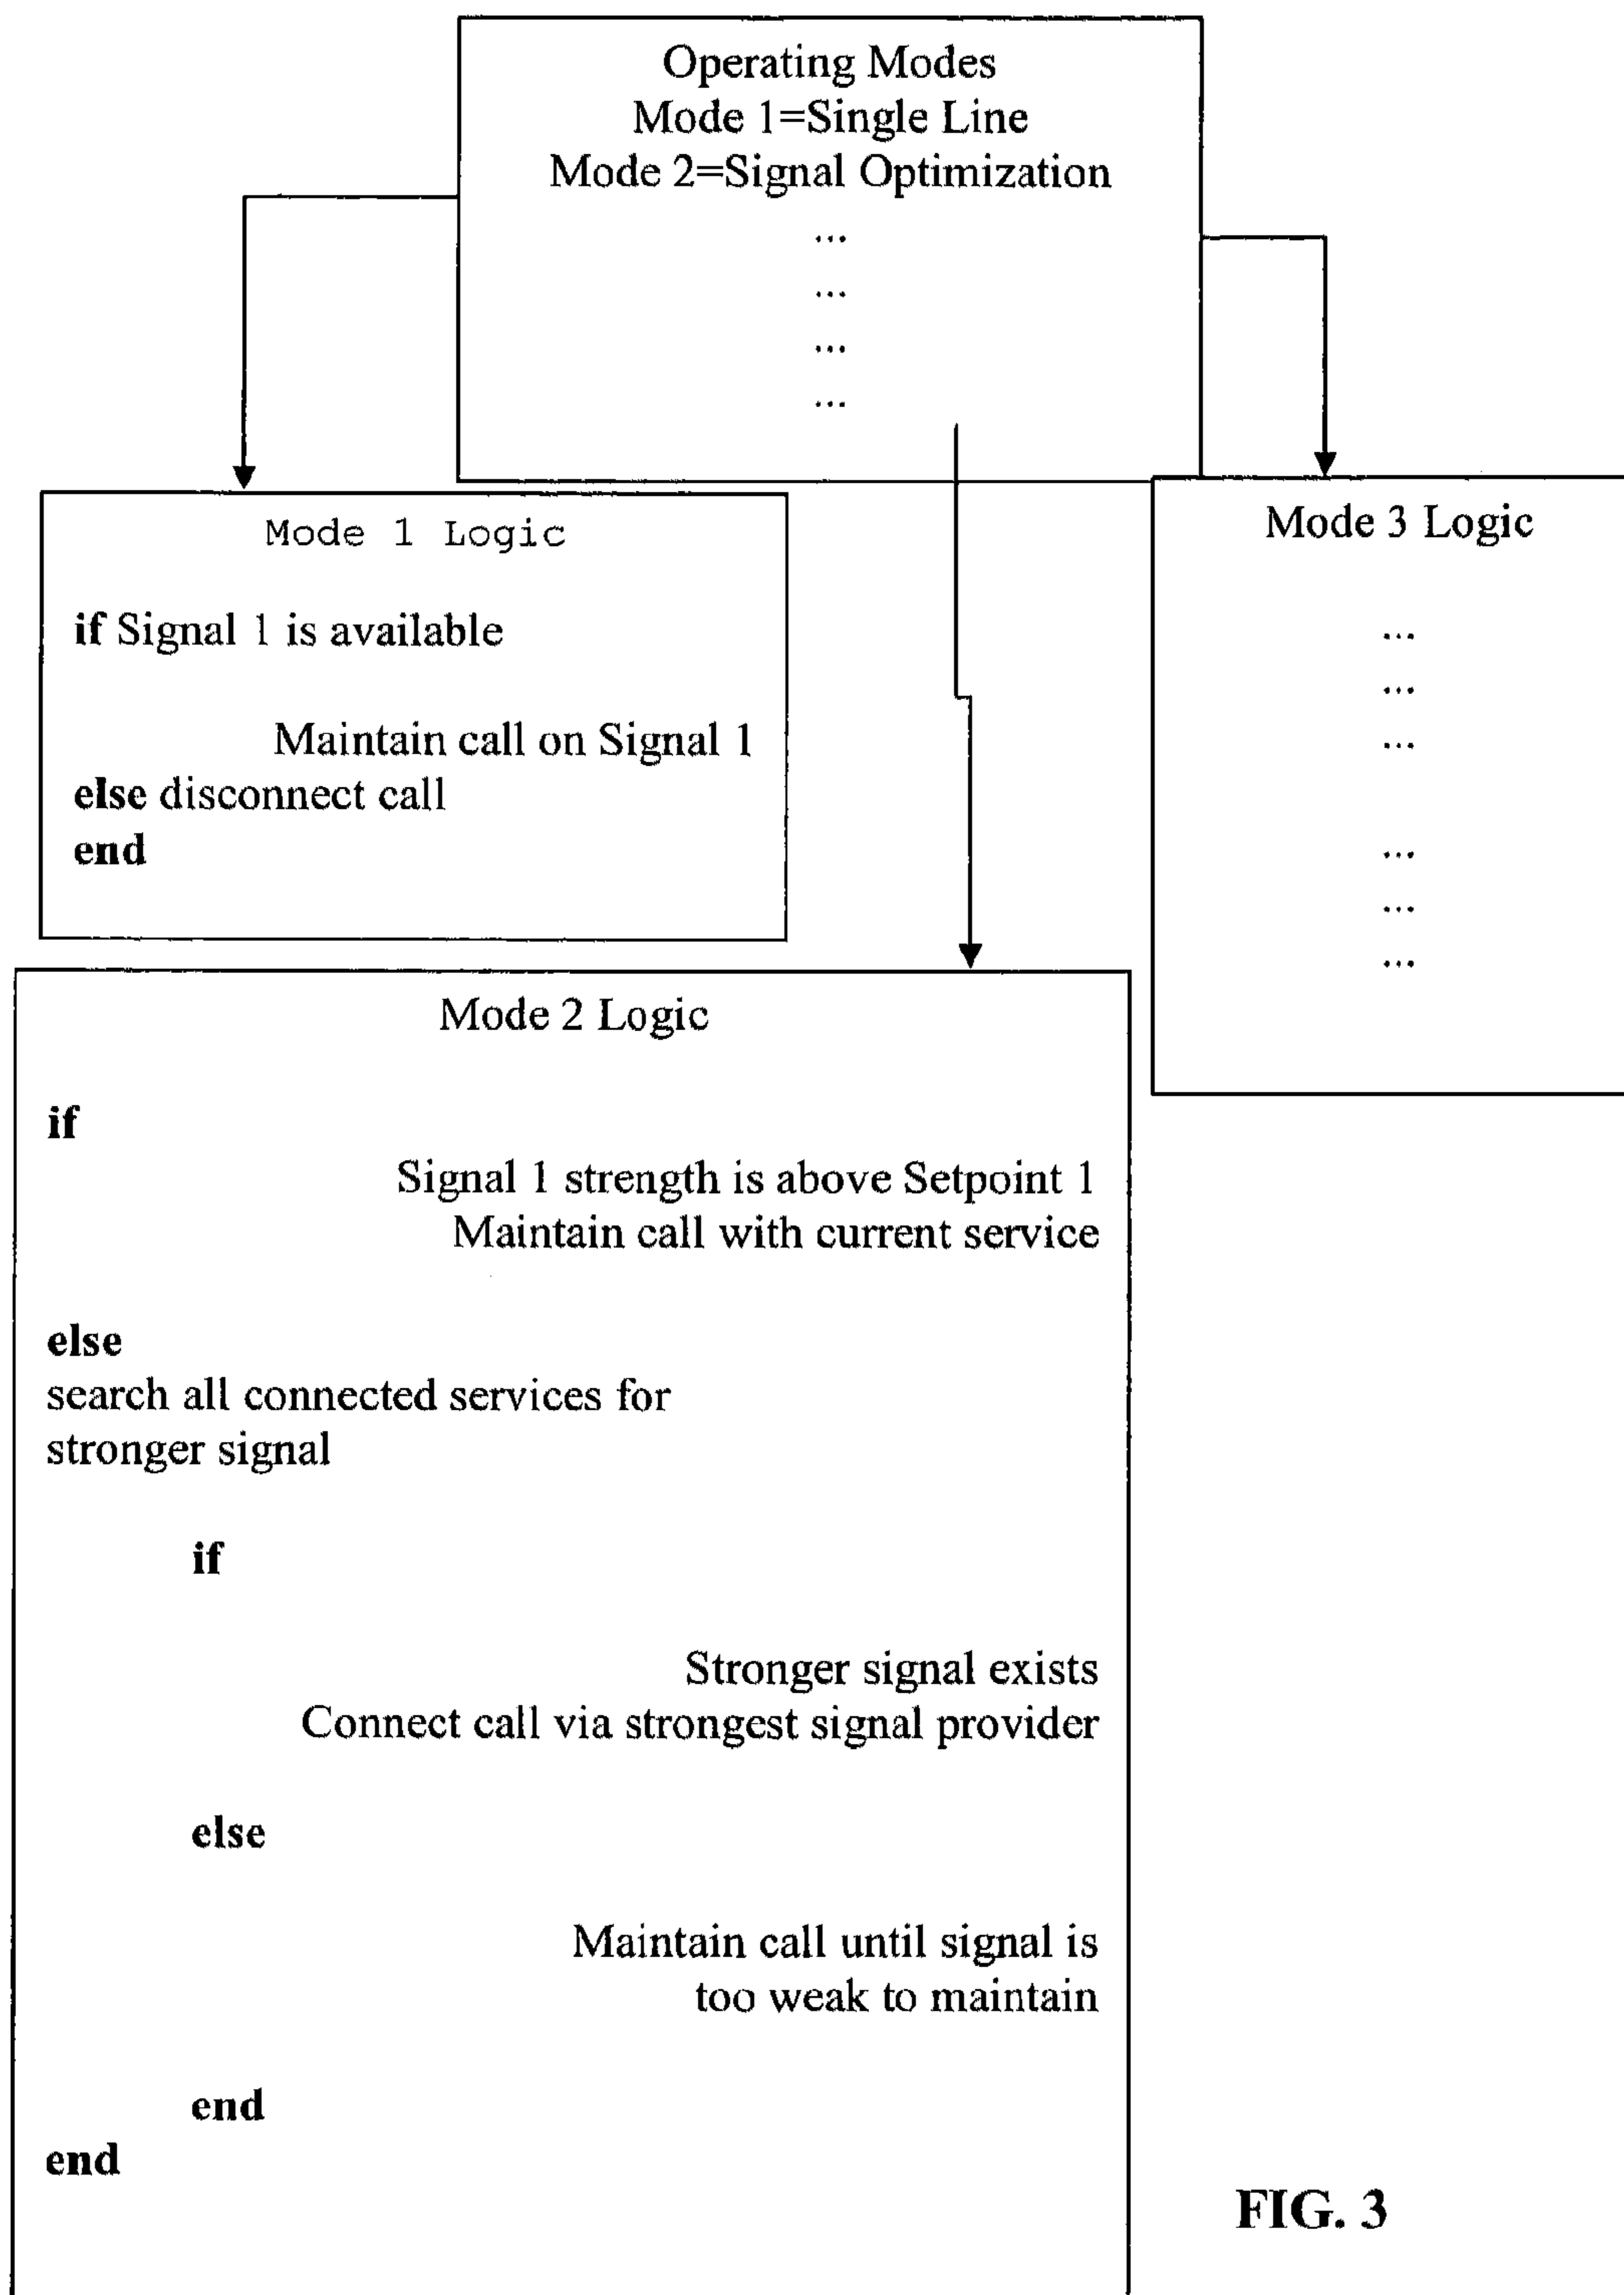 Operating Modes
Mode 1=Single Line
Mode 2=Signal Optimization
...
...
...
...
Mode 1 Logic
if Signal 1 is available
Maintain call on Signal 1
else disconnect call
end
Mode 3 Logic
...
...
...
...
...
...
Mode 2 Logic
if
Signal 1 strength is above Setpoint 1
Maintain call with current service
else
search all connected services for
stronger signal
if
Stronger signal exists
Connect call via strongest signal provider
else
Maintain call until signal is
too weak to maintain
end
end
FIG. 3